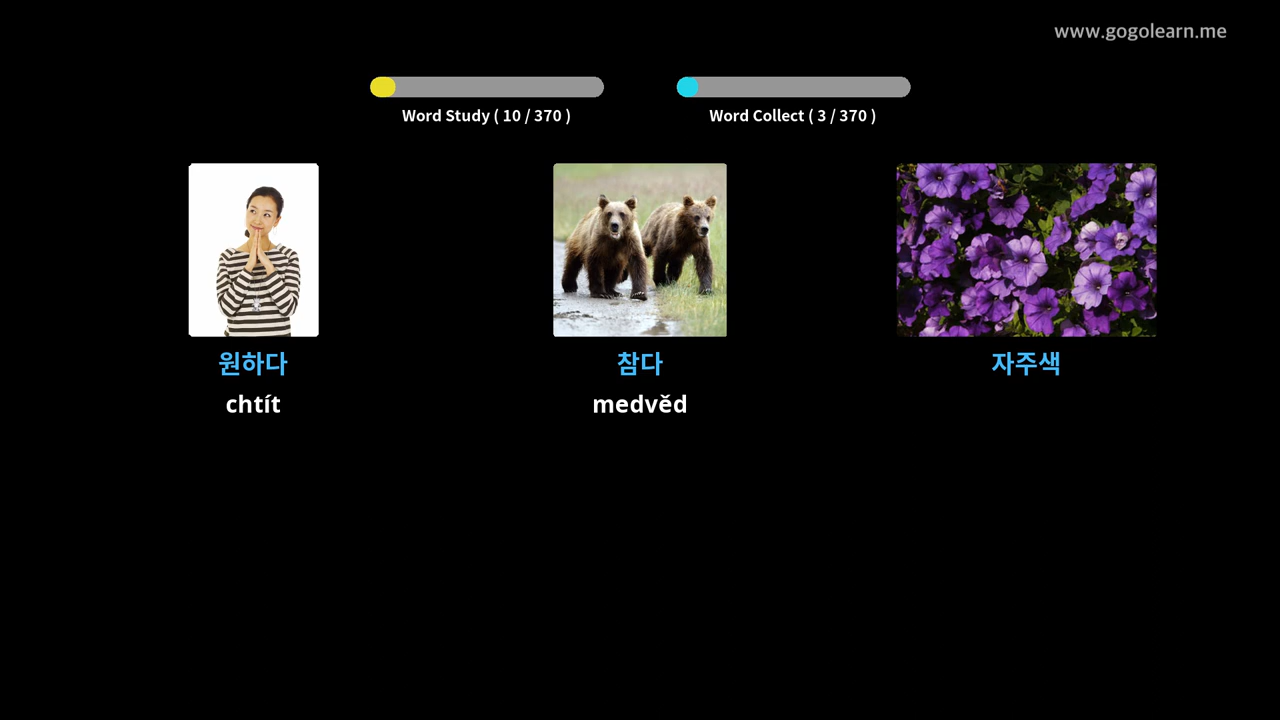 www.gogolearn.me
Word Study ( 10 / 370 )
Word Collect ( 3 / 370 )
원하다
참다
자주색
chtít
medvěd